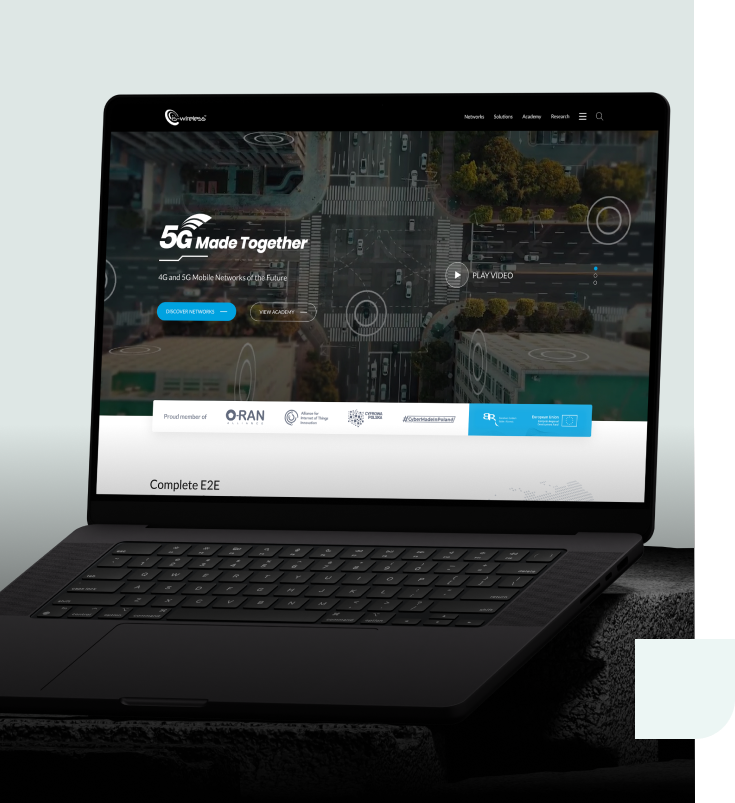 is-wireless
Networks Solutions Academy Research
5G Made Together
4G and 5G Mobile Networks of the Future
PLAY VIDEO
DISCOVER NETWORKS
VIEW ACADEMY
Proud member of
O-RAN
ALLIANCE
Alliance for
Internet of Things
Innovation
CYFROWA
POLSKA
#CyberMadeInPoland
European Union
Complete E2E